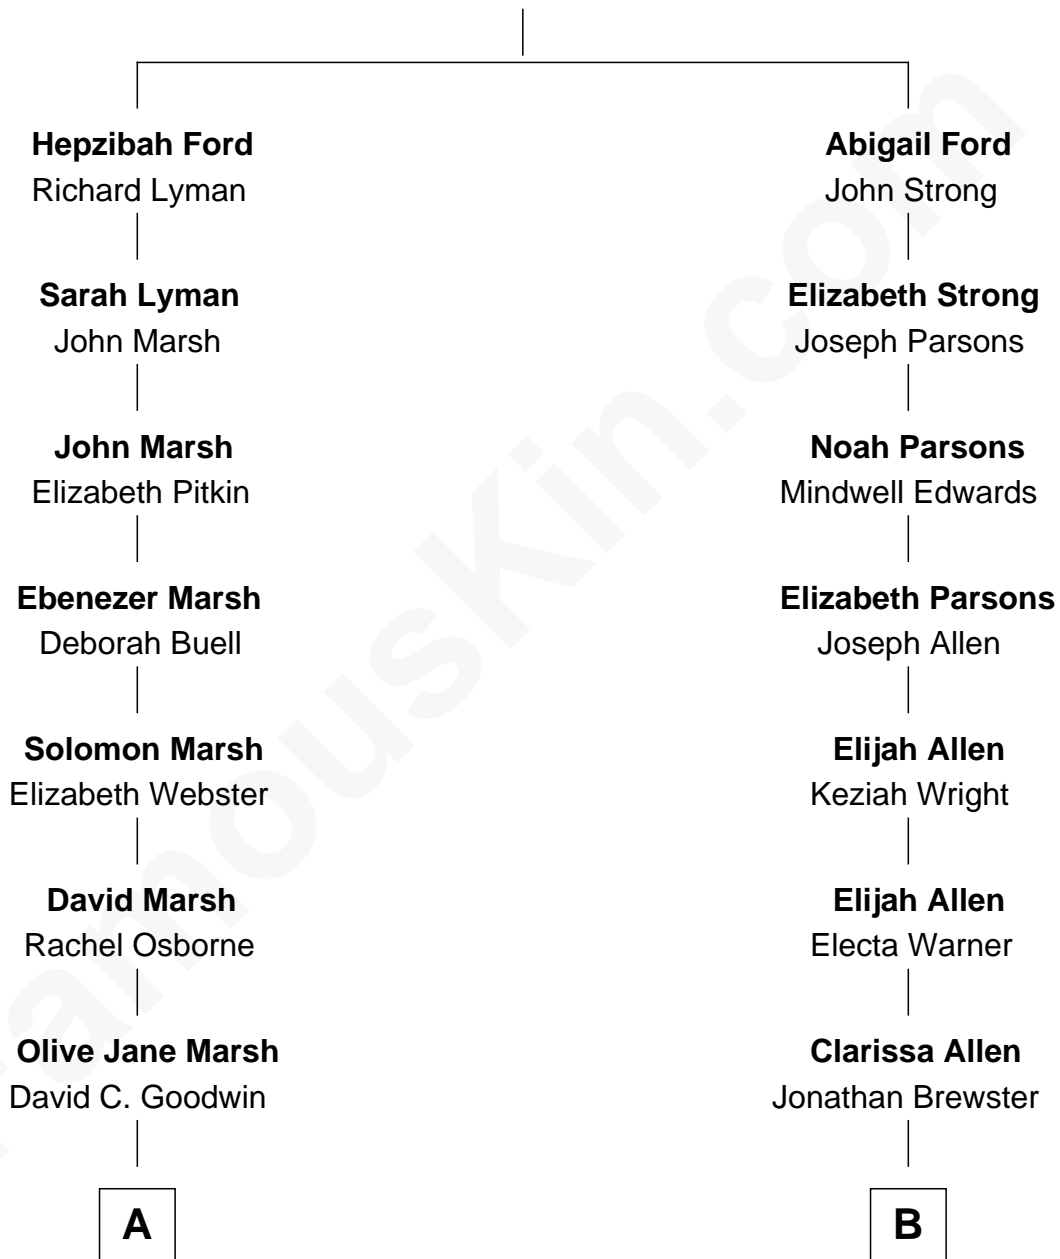 Hepzibah Ford
Richard Lyman
Abigail Ford
John Strong
Sarah Lyman
John Marsh
Elizabeth Strong
Joseph Parsons
John Marsh
Elizabeth Pitkin
Noah Parsons
Mindwell Edwards
Ebenezer Marsh
Deborah Buell
Elizabeth Parsons
Joseph Allen
Solomon Marsh
Elizabeth Webster
Elijah Allen
Keziah Wright
David Marsh
Rachel Osborne
Elijah Allen
Electa Warner
Olive Jane Marsh
David C. Goodwin
Clarissa Allen
Jonathan Brewster
A
B
FamousKin.com